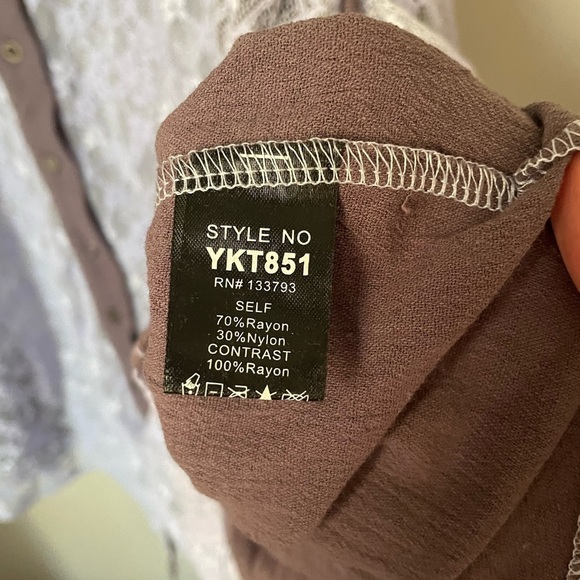 STYLE NO
YKT851
RN# 133793
SELF
70%Rayon
30%Nylon
CONTRAST
100%Rayon